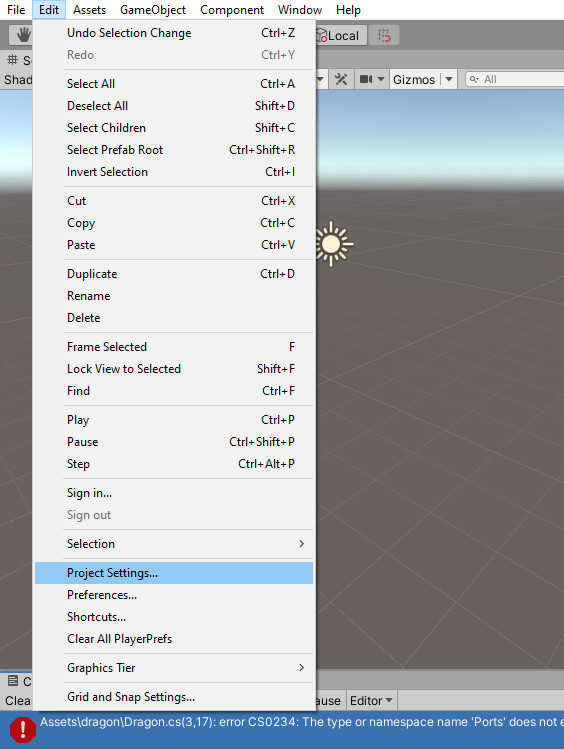 File Edit Assets GameObject Component Window Help
Undo Selection Change Ctrl+Z
Local
Redo Ctrl+Y
Shad
Gizmos
All
Select All Ctrl+A
Deselect All Shift+D
Select Children Shift+C
Select Prefab Root Ctrl+Shift+R
Invert Selection Ctrl+I
Cut Ctrl+X
Copy Ctrl+C
Paste Ctrl+V
Duplicate Ctrl+D
Rename
Delete
Frame Selected F
Lock View to Selected Shift+F
Find Ctrl+F
Play Ctrl+P
Pause Ctrl+Shift+P
Step Ctrl+Alt+P
Sign in...
Sign out
Selection
Project Settings...
Preferences...
Shortcuts...
Clear All PlayerPrefs
Graphics Tier
Grid and Snap Settings...
Clea
ause Editor
Assets\dragon\Dragon.cs(3,17): error CS0234: The type or namespace name 'Ports' does not e